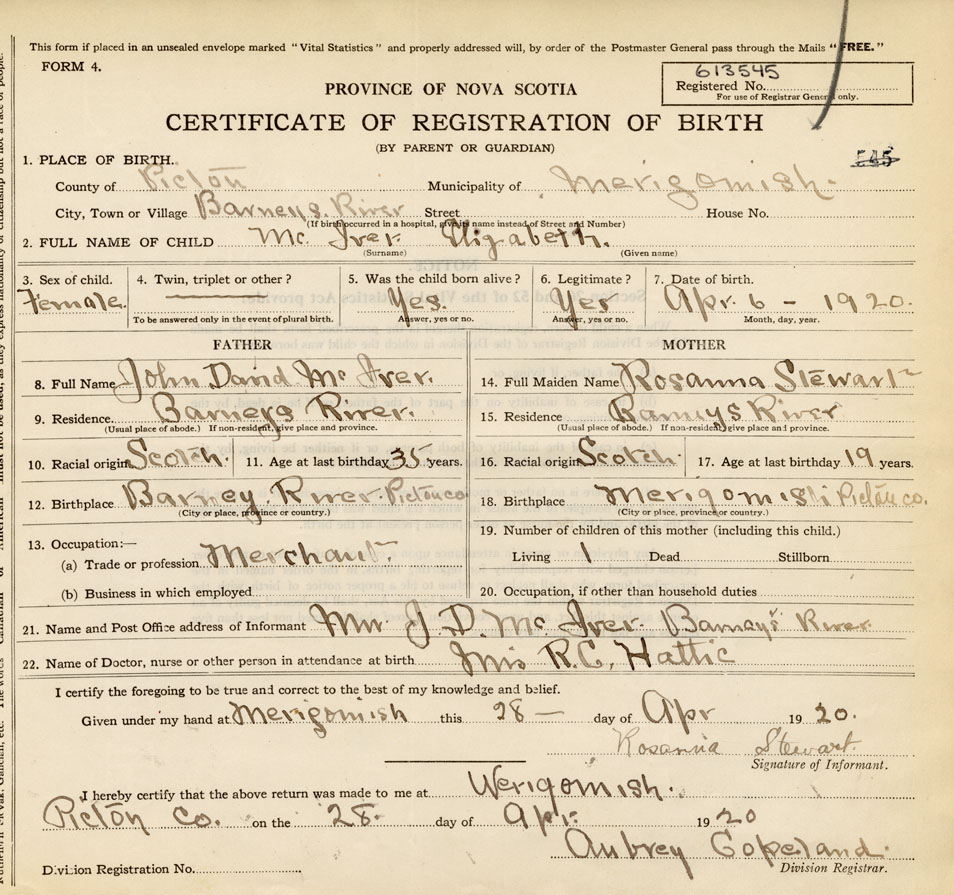 This form if placed in an unsealed envelope marked "Vital Statistics" and properly addressed will, by order of the Postmaster General pass through the Mails "FREE."
FORM 4.
613545
Registered No.
For use of Registrar General only.
PROVINCE OF NOVA SCOTIA
CERTIFICATE OF REGISTRATION OF BIRTH
(BY PARENT OR GUARDIAN)
545
1. PLACE OF BIRTH.
County of Picton Municipality of Merigomish.
City, Town or Village Barneys River Street House No.
(If birth occurred in a hospital, give its name instead of Street and Number)
2. FULL NAME OF CHILD Mc Iver Elizabeth.
(Surname) (Given name)
3. Sex of child. 4. Twin, triplet or other? 5. Was the child born alive? 6. Legitimate? 7. Date of birth.
Female. Yes. Yes Apr. 6 - 1920.
To be answered only in the event of plural birth. Answer, yes or no. Answer, yes or no. Month, day, year.
FATHER MOTHER
8. Full Name John David Mc Iver. 14. Full Maiden Name Rosanna Stewart
9. Residence Barneys River. 15. Residence Barneys River
(Usual place of abode.) If non-resident, give place and province. (Usual place of abode.) If non-resident, give place and province.
10. Racial origin Scotch. 11. Age at last birthday 35 years. 16. Racial origin Scotch. 17. Age at last birthday 19 years.
12. Birthplace Barney River Picton co 18. Birthplace Merigomish Picton co.
(City or place, province or country.) (City or place, province or country.)
13. Occupation:— 19. Number of children of this mother (including this child.)
(a) Trade or profession Merchant Living 1 Dead Stillborn
(b) Business in which employed 20. Occupation, if other than household duties
21. Name and Post Office address of Informant J D. Mc Iver Barneys River
22. Name of Doctor, nurse or other person in attendance at birth R. C. Hattie
I certify the foregoing to be true and correct to the best of my knowledge and belief.
Given under my hand at Merigomish this 28 — day of Apr 1920.
Rosanna Stewart.
Signature of Informant.
I hereby certify that the above return was made to me at Merigomish.
Picton Co. on the 28. day of Apr. 1920
Aubrey Copeland.
Division Registration No. Division Registrar.